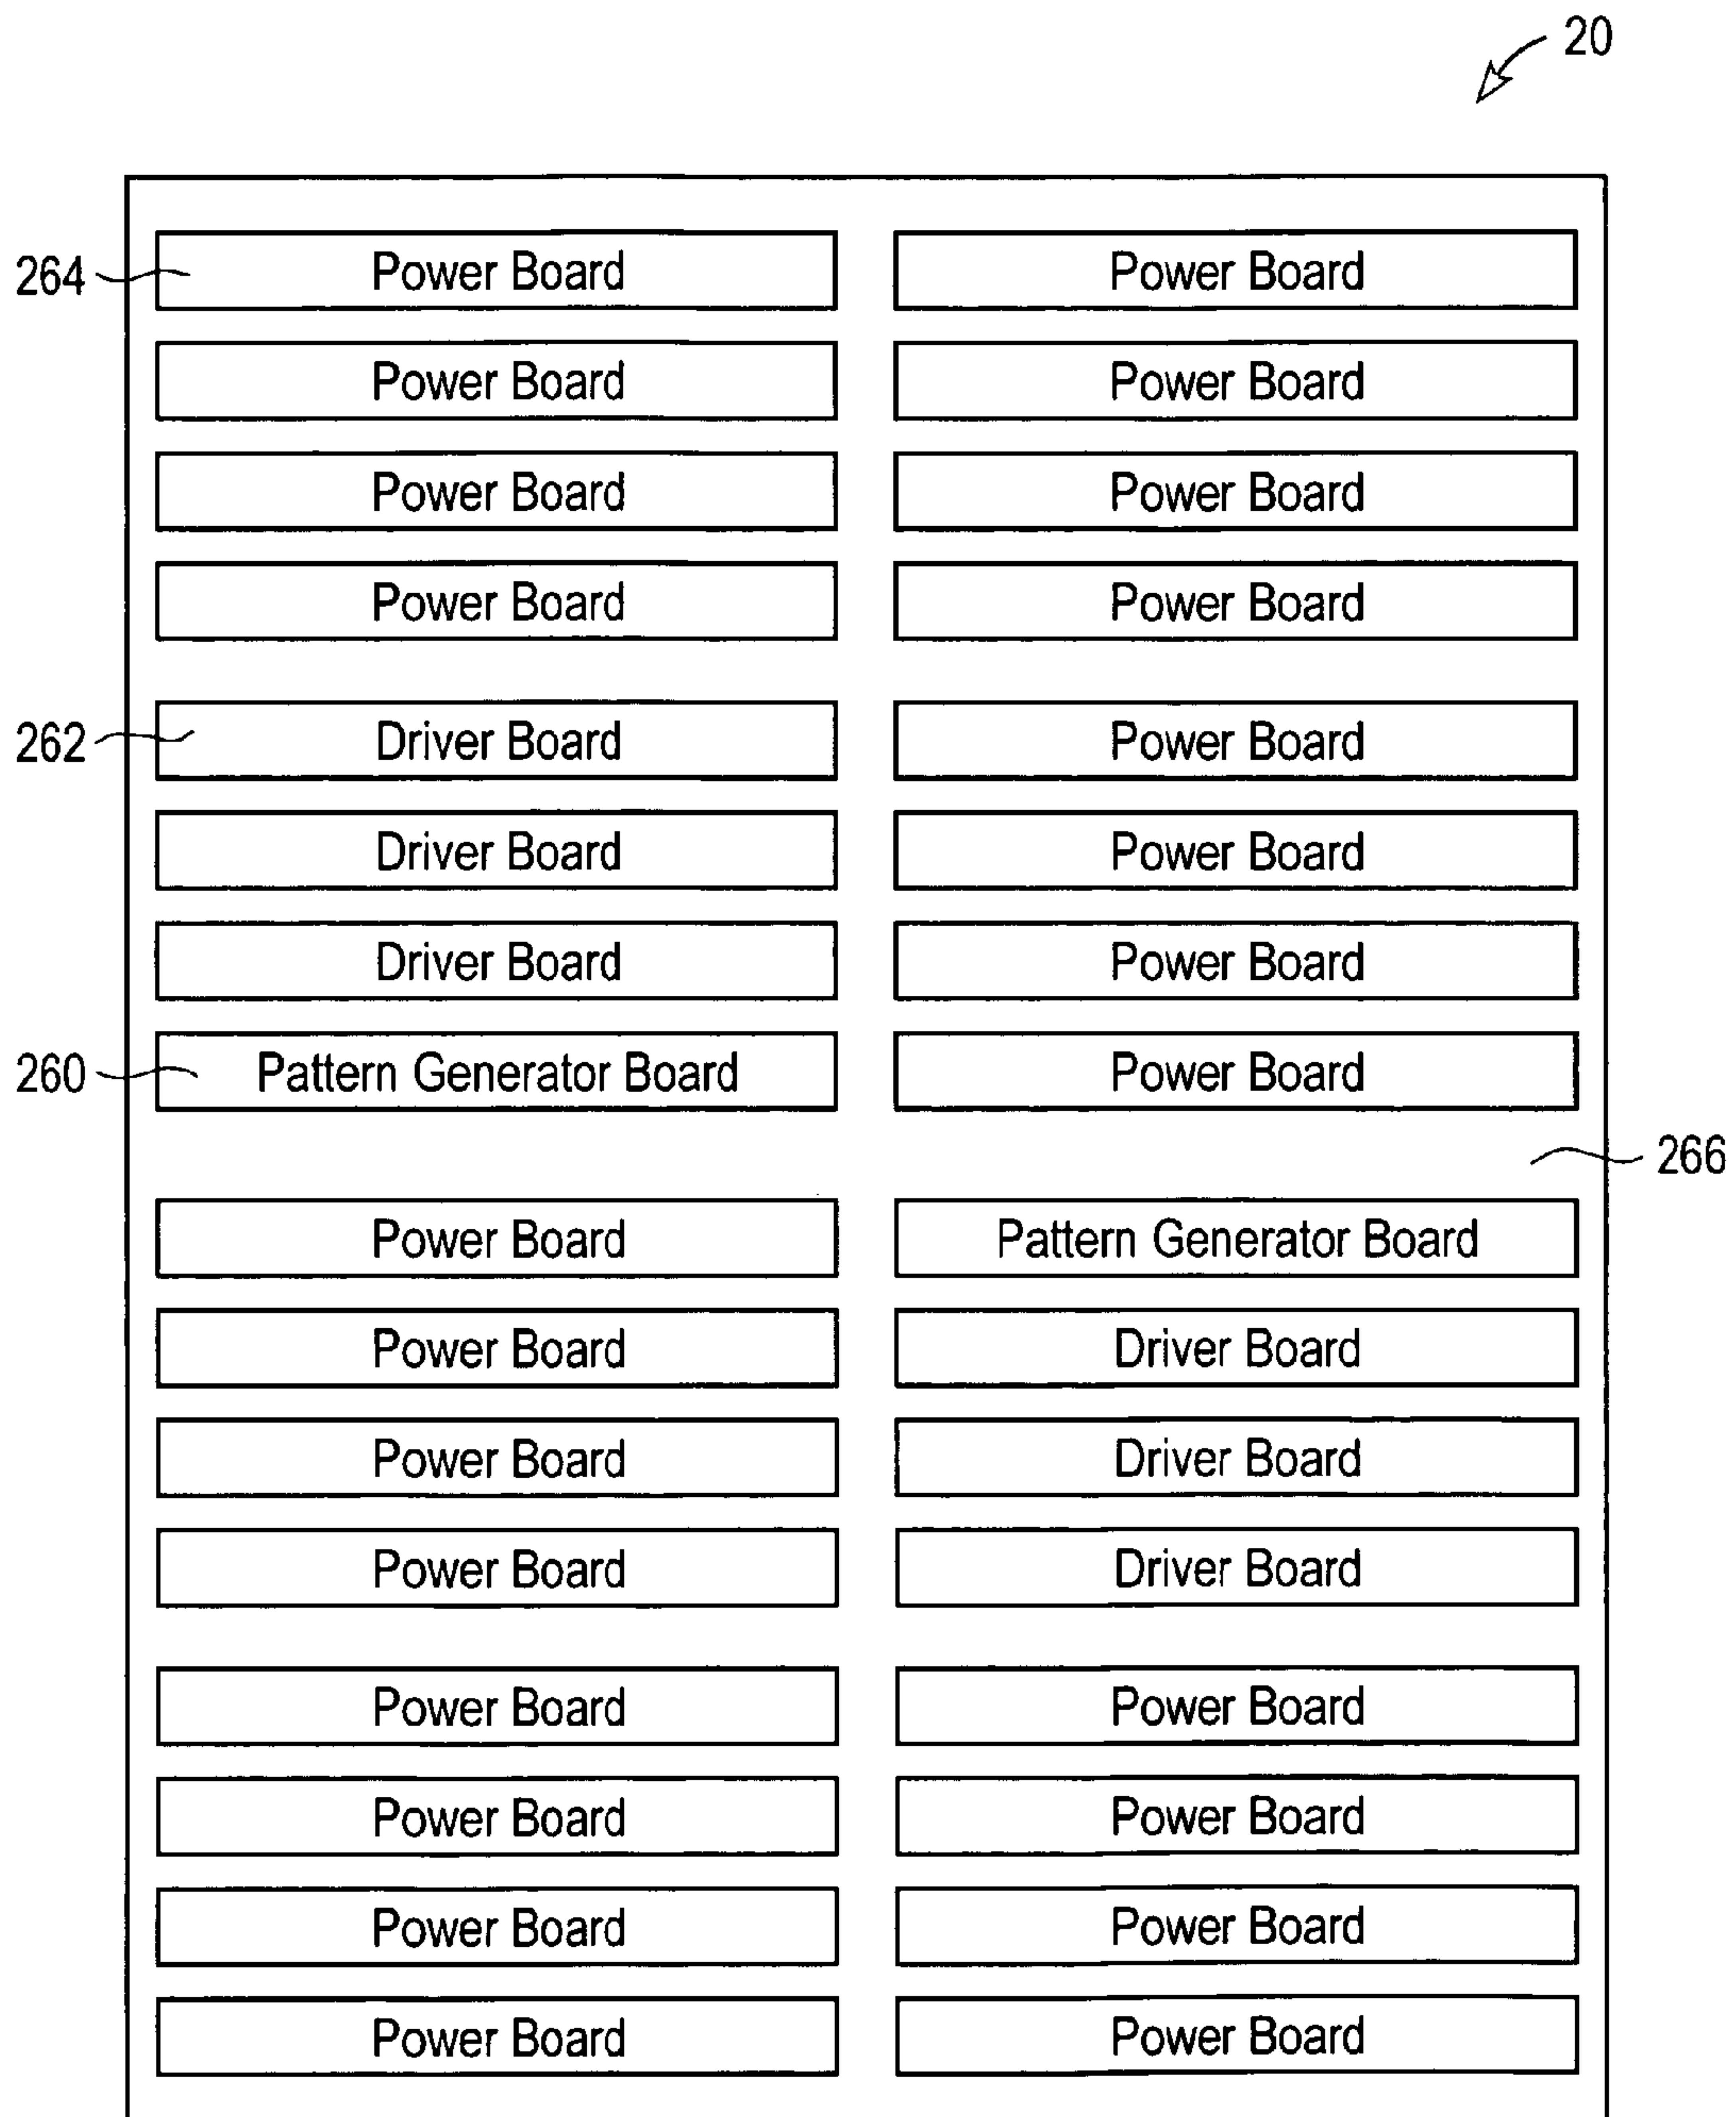 20
264 Power Board Power Board
Power Board Power Board
Power Board Power Board
Power Board Power Board
262 Driver Board Power Board
Driver Board Power Board
Driver Board Power Board
260 Pattern Generator Board Power Board
266
Power Board Pattern Generator Board
Power Board Driver Board
Power Board Driver Board
Power Board Driver Board
Power Board Power Board
Power Board Power Board
Power Board Power Board
Power Board Power Board